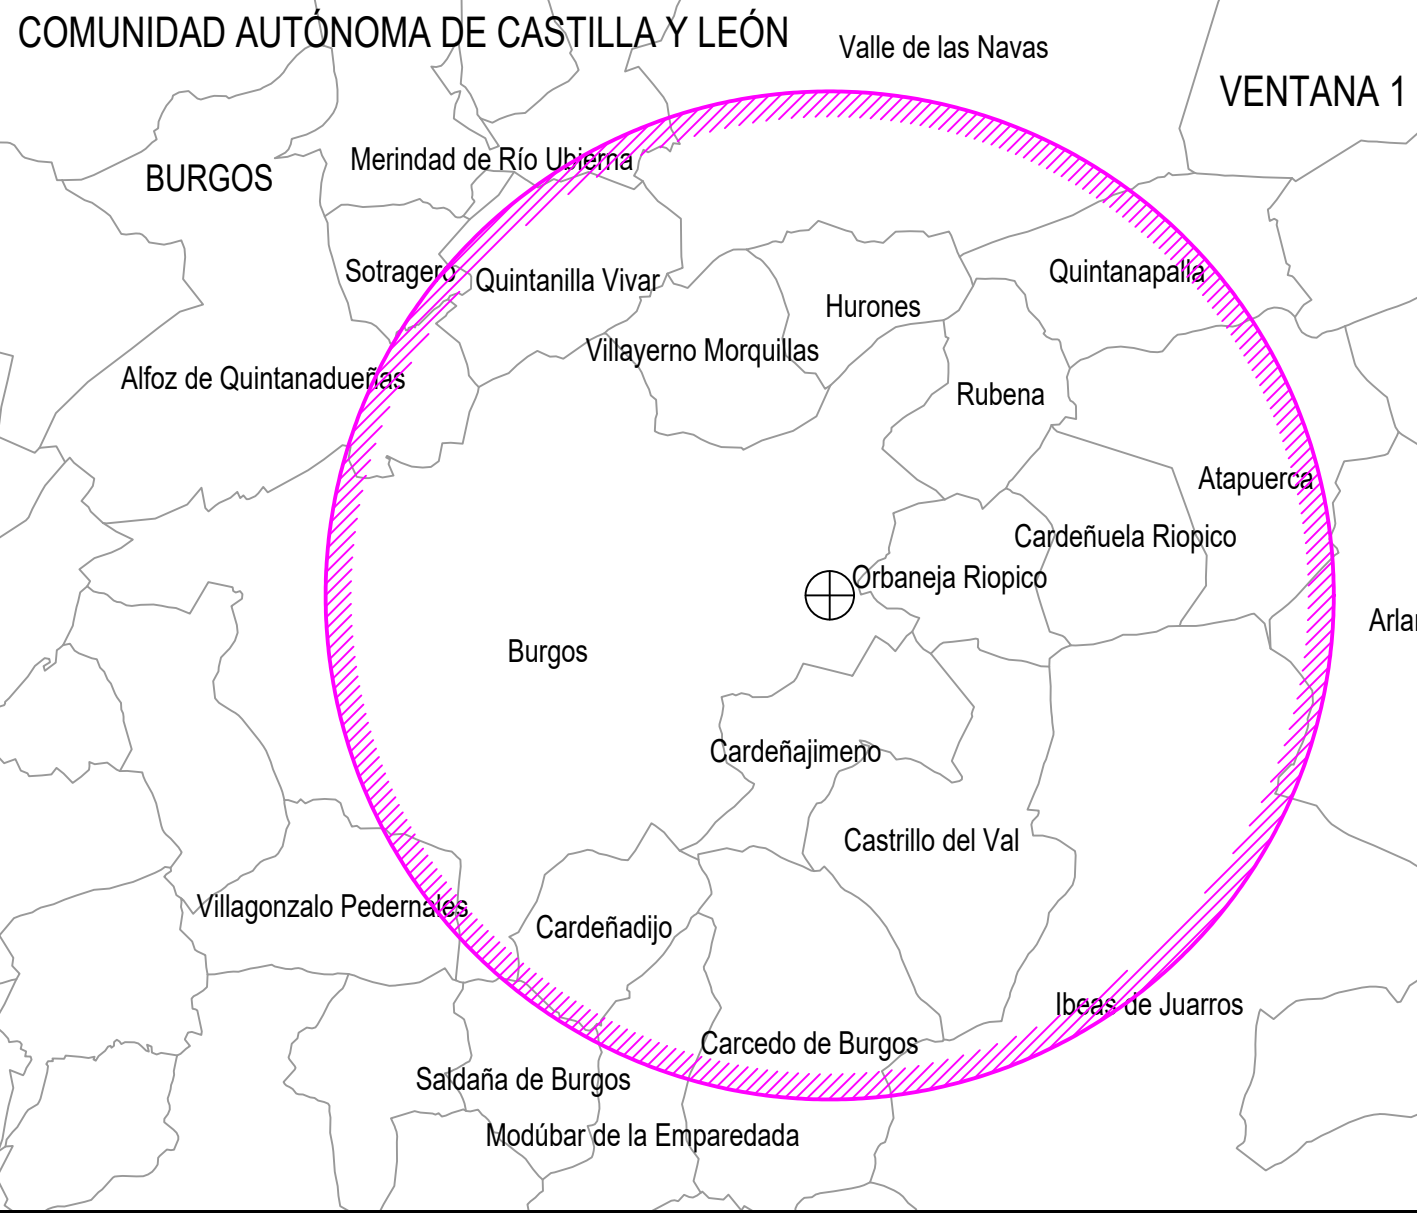 COMUNIDAD AUTÓNOMA DE CASTILLA Y LEÓN
Valle de las Navas
VENTANA 1
Merindad de Río Ubierna
BURGOS
Sotragero
Quintanilla Vivar
Quintanapalla
Hurones
Villayerno Morquillas
Alfoz de Quintanadueñas
Rubena
Atapuerca
Cardeñuela Riopico
Orbaneja Riopico
Arlan
Burgos
Cardeñajimeno
Castrillo del Val
Villagonzalo Pedernales
Cardeñadijo
Ibeas de Juarros
Carcedo de Burgos
Saldaña de Burgos
Modúbar de la Emparedada